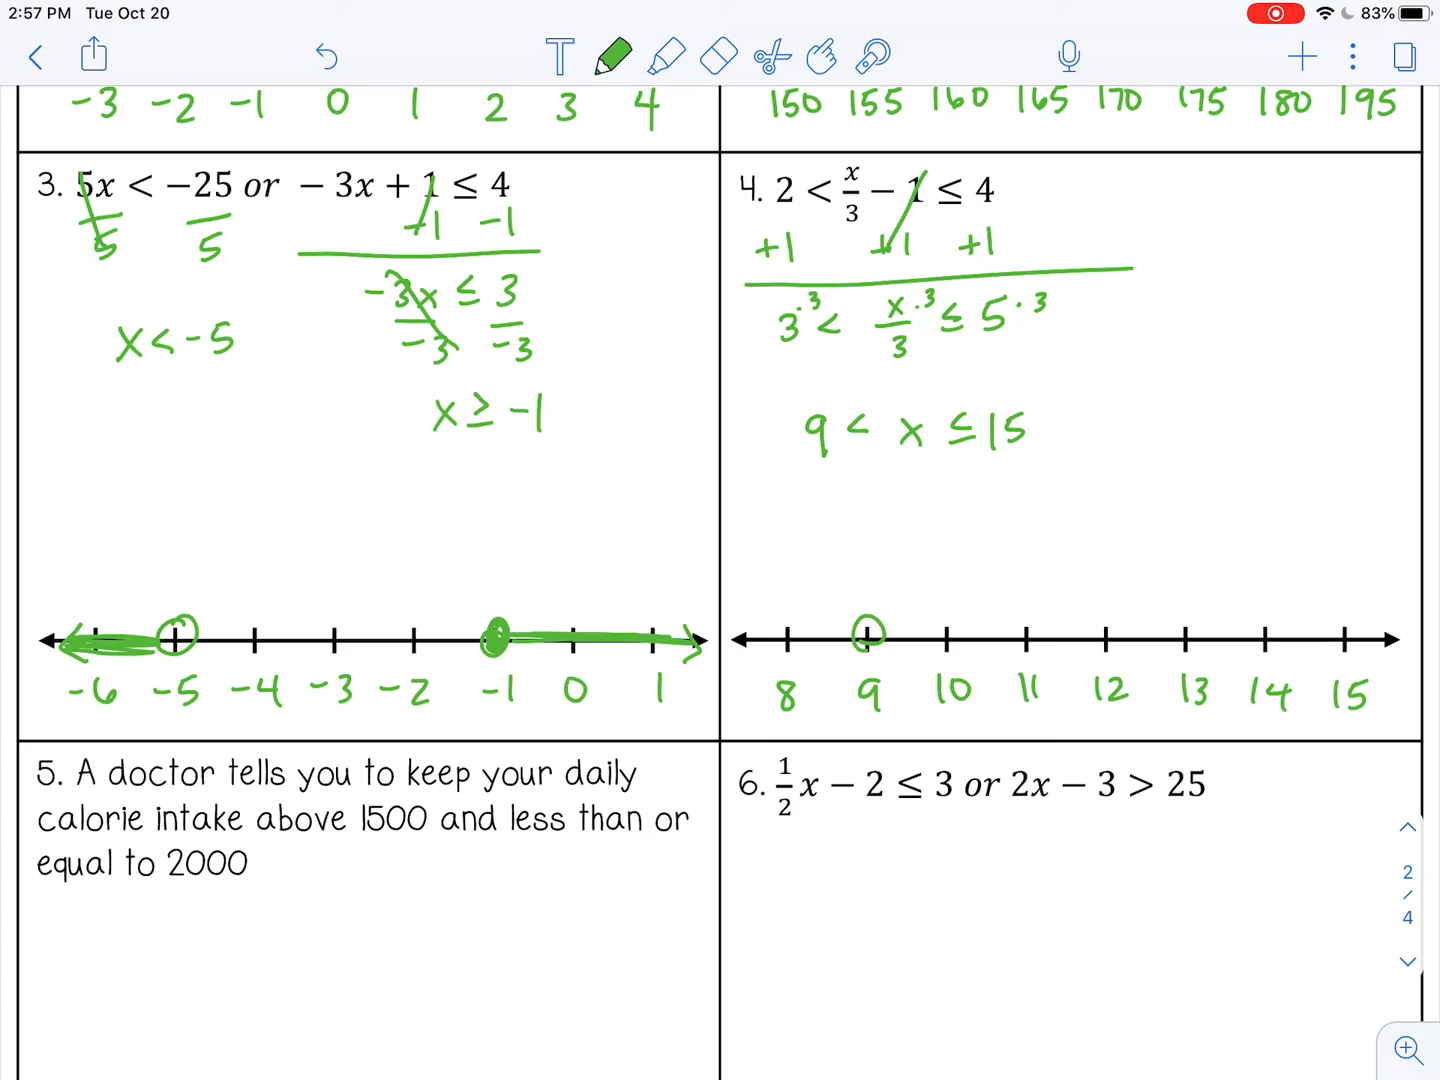 2:57 PM Tue Oct 20 83%
T
-3 -2 -1 0 1 2 3 4
150 155 160 165 170 175 180 195
3. 5x < −25 or − 3x + 1 ≤ 4
5 5 -1 -1
-3x ≤ 3
-3 -3
x < -5
x ≥ -1
-6 -5 -4 -3 -2 -1 0 1
4. 2 < x/3 − 1 ≤ 4
+1 +1 +1
3·3 < x/3·3 ≤ 5·3
9 < x ≤ 15
8 9 10 11 12 13 14 15
5. A doctor tells you to keep your daily
calorie intake above 1500 and less than or
equal to 2000
6. 1/2 x − 2 ≤ 3 or 2x − 3 > 25
2
/
4